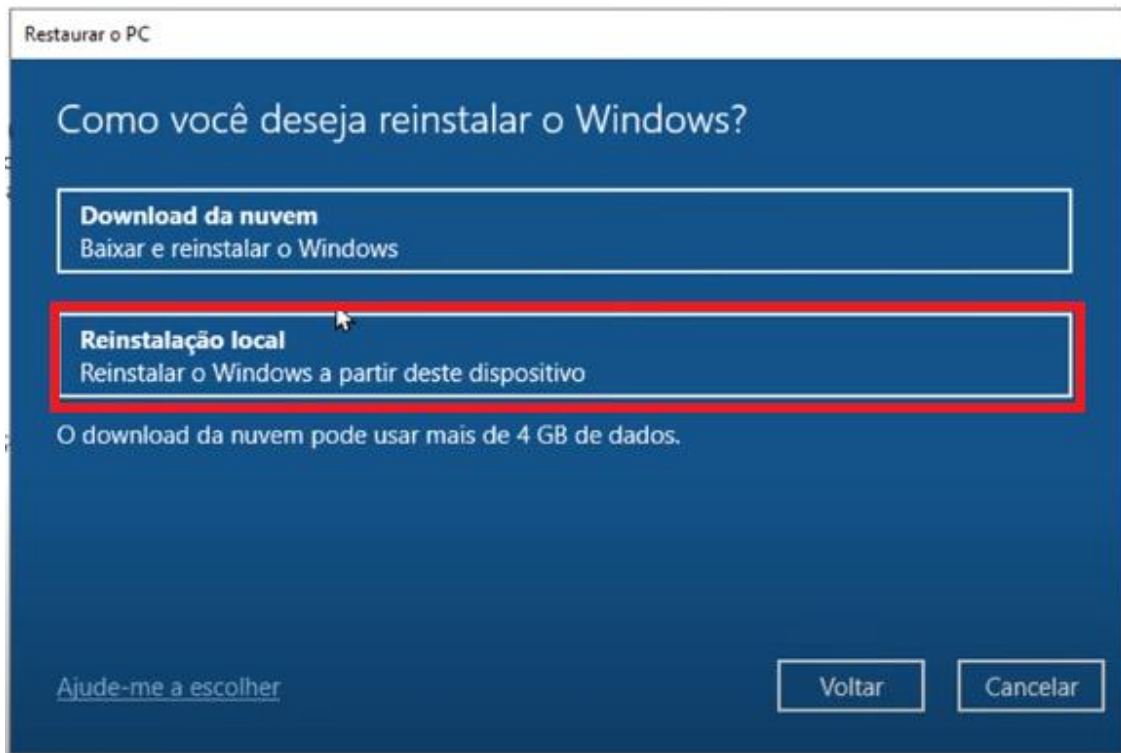 Restaurar o PC
Como você deseja reinstalar o Windows?
Download da nuvem
Baixar e reinstalar o Windows
Reinstalação local
Reinstalar o Windows a partir deste dispositivo
O download da nuvem pode usar mais de 4 GB de dados.
Ajude-me a escolher
Voltar
Cancelar